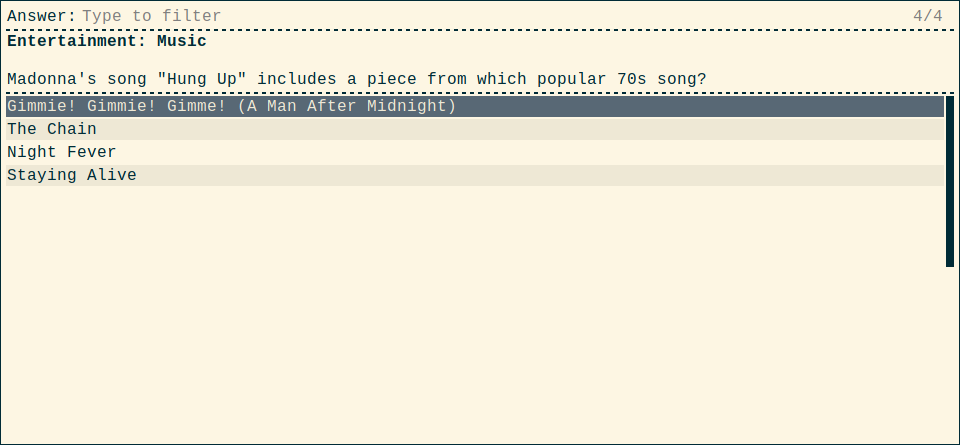 Answer: Type to filter 4/4
Entertainment: Music
Madonna's song "Hung Up" includes a piece from which popular 70s song?
Gimmie! Gimmie! Gimme! (A Man After Midnight)
The Chain
Night Fever
Staying Alive